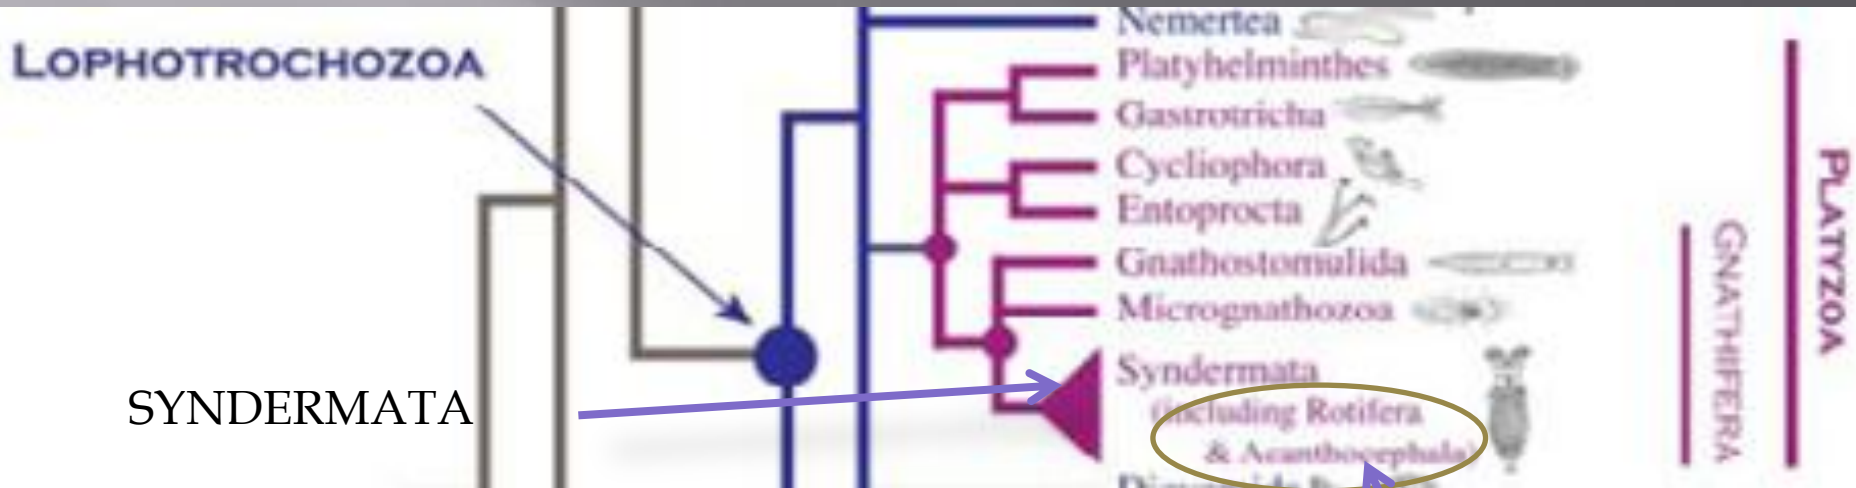 Nemertea
LOPHOTROCHOZOA
Platyhelminthes
Gastrotricha
Cycliophora
Entoprocta
Gnathostomulida
Micrognathozoa
Syndermata
(including Rotifera
& Acanthocephala)
SYNDERMATA
GNATHIFERA
PLATYZOA